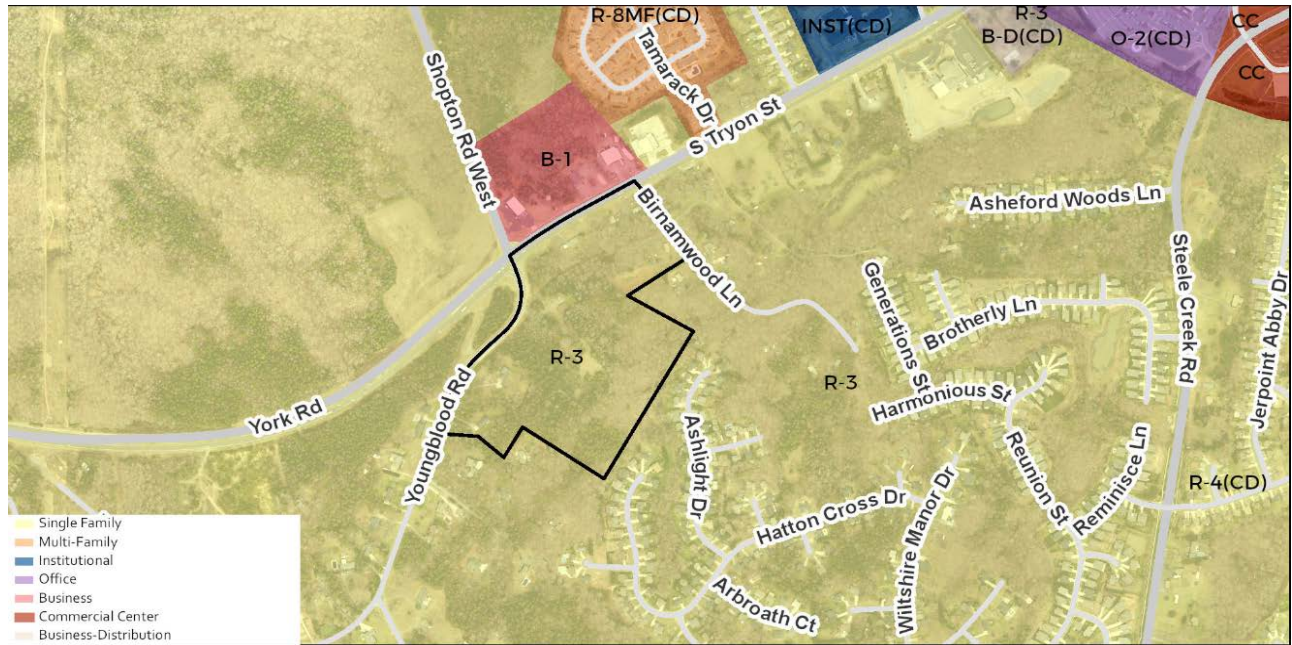 R-8MF(CD)
INST(CD)
R-3
B-D(CD)
O-2(CD)
CC
CC
Tamarack Dr
Shopton Rd West
S Tryon St
B-1
Birnamwood Ln
Asheford Woods Ln
Steele Creek Rd
Jerpoint Abby Dr
Generations St
Brotherly Ln
R-3
R-3
Harmonious St
York Rd
Youngblood Rd
Ashlight Dr
Reunion St
Reminisce Ln
R-4(CD)
Hatton Cross Dr
Wiltshire Manor Dr
Arbroath Ct
Single Family
Multi-Family
Institutional
Office
Business
Commercial Center
Business-Distribution